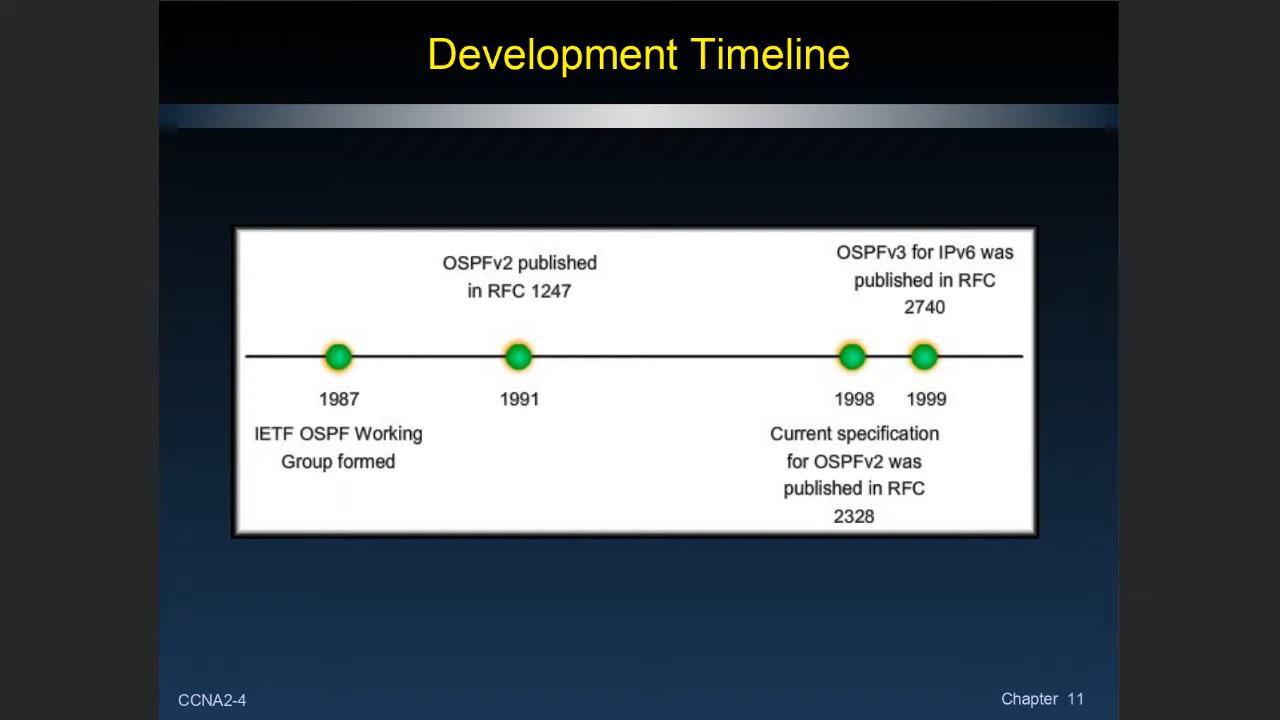 Development Timeline
OSPFv2 published
in RFC 1247
OSPFv3 for IPv6 was
published in RFC
2740
1987
1991
1998
1999
IETF OSPF Working
Group formed
Current specification
for OSPFv2 was
published in RFC
2328
CCNA2-4
Chapter 11